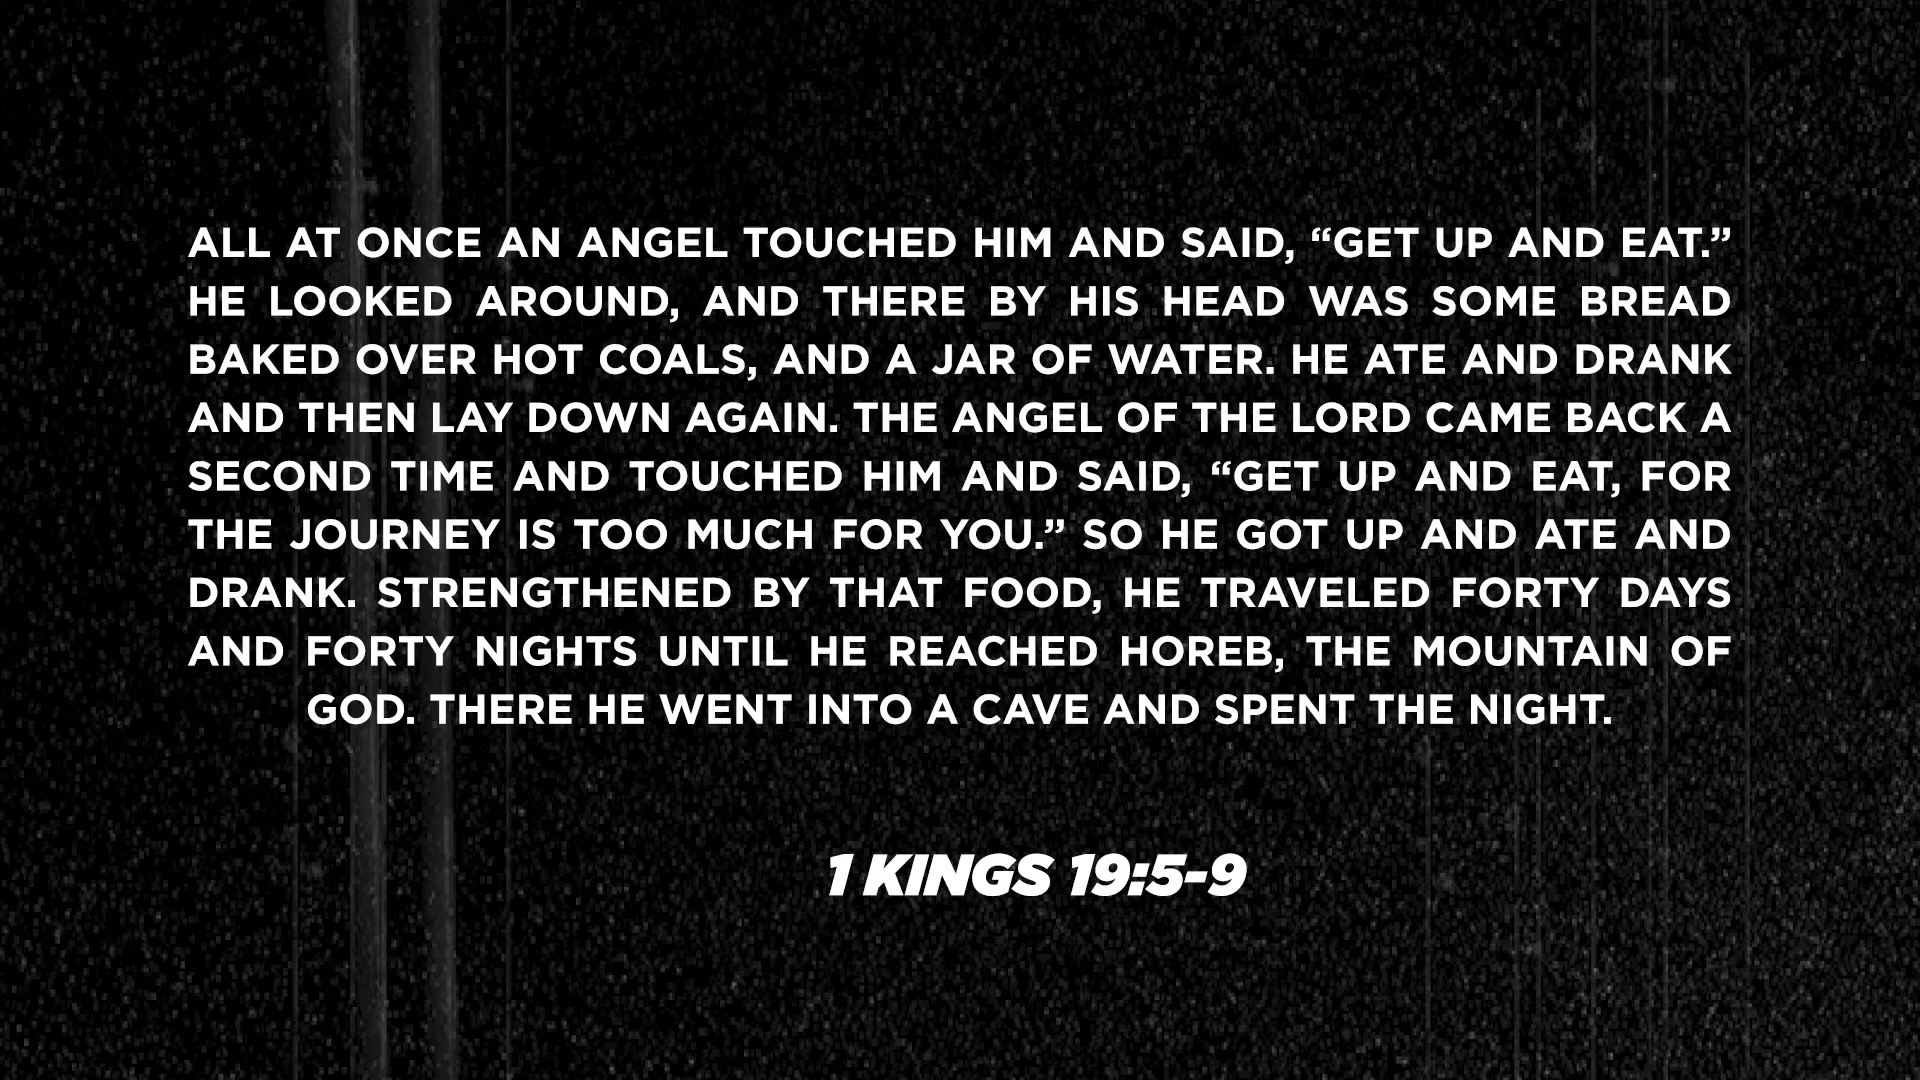 ALL AT ONCE AN ANGEL TOUCHED HIM AND SAID, “GET UP AND EAT.”
HE LOOKED AROUND, AND THERE BY HIS HEAD WAS SOME BREAD
BAKED OVER HOT COALS, AND A JAR OF WATER. HE ATE AND DRANK
AND THEN LAY DOWN AGAIN. THE ANGEL OF THE LORD CAME BACK A
SECOND TIME AND TOUCHED HIM AND SAID, “GET UP AND EAT, FOR
THE JOURNEY IS TOO MUCH FOR YOU.” SO HE GOT UP AND ATE AND
DRANK. STRENGTHENED BY THAT FOOD, HE TRAVELED FORTY DAYS
AND FORTY NIGHTS UNTIL HE REACHED HOREB, THE MOUNTAIN OF
GOD. THERE HE WENT INTO A CAVE AND SPENT THE NIGHT.
1 KINGS 19:5-9